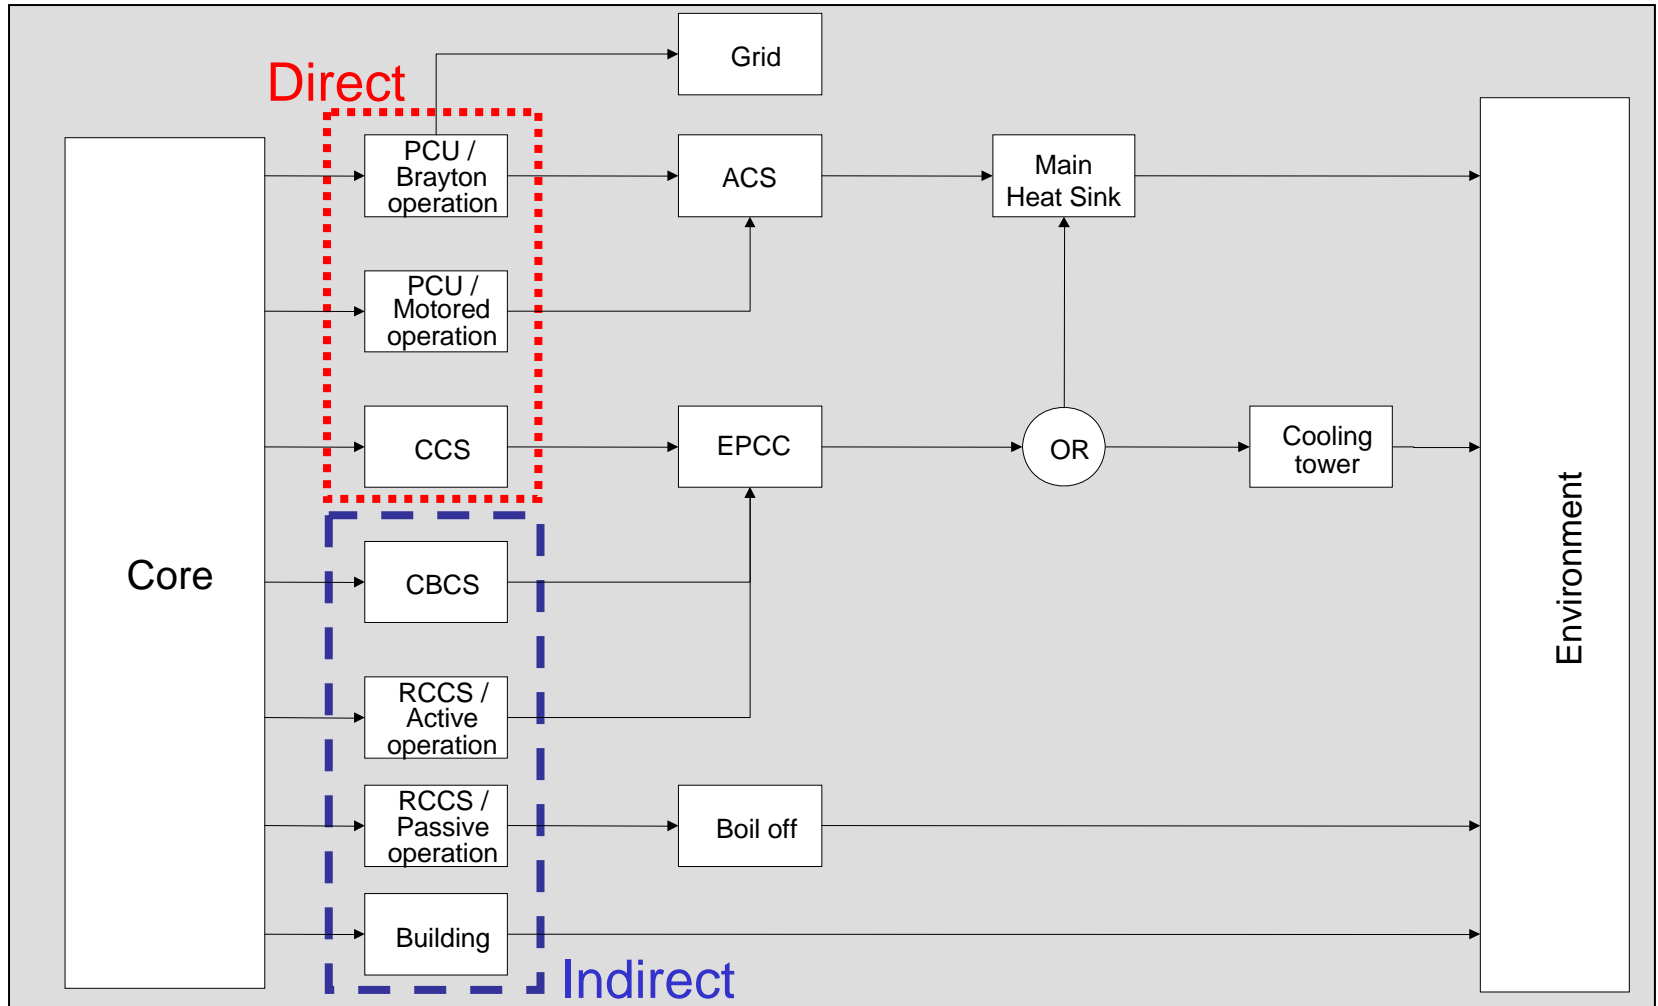 Grid
Direct
PCU /
Brayton
operation
ACS
Main
Heat Sink
PCU /
Motored
operation
CCS
EPCC
OR
Cooling
tower
Core
CBCS
Environment
RCCS /
Active
operation
RCCS /
Passive
operation
Boil off
Building
Indirect